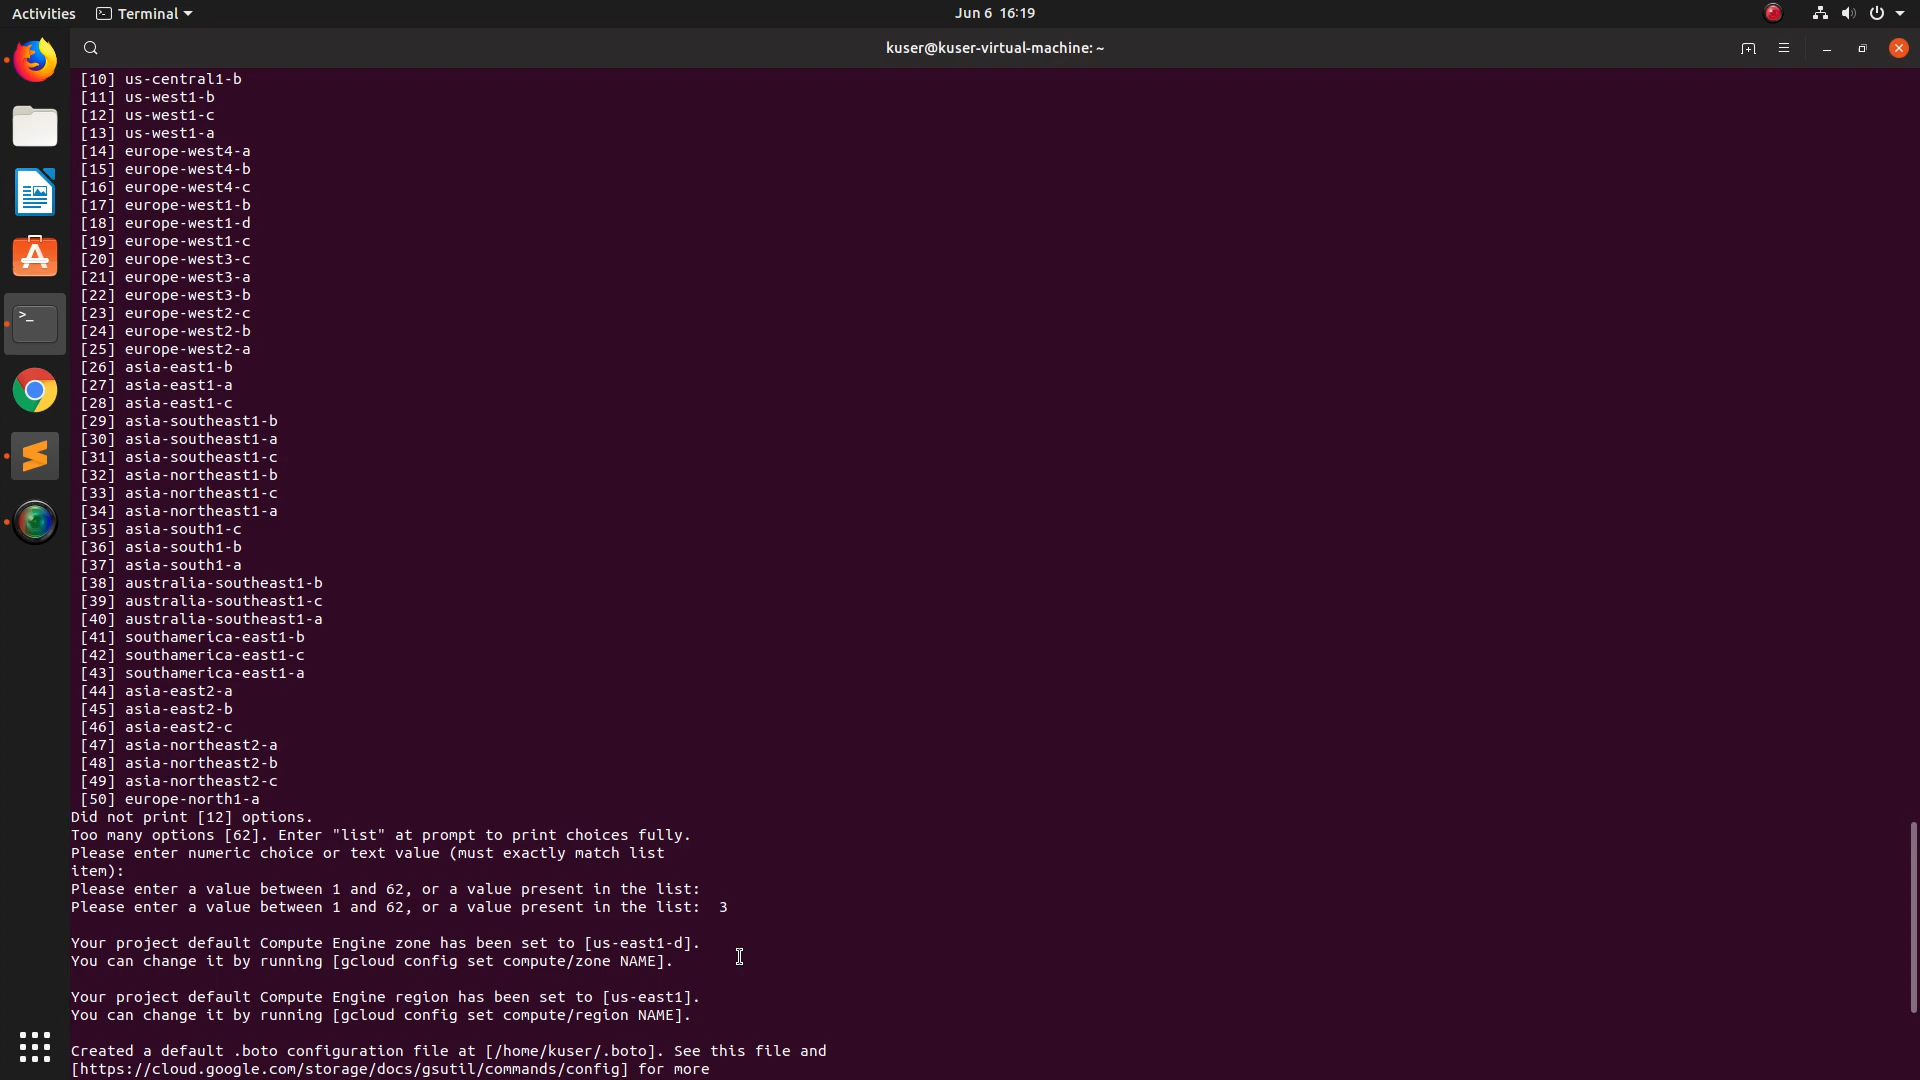 Activities
Terminal
Jun 6 16:19
kuser@kuser-virtual-machine: ~
[10] us-central1-b
[11] us-west1-b
[12] us-west1-c
[13] us-west1-a
[14] europe-west4-a
[15] europe-west4-b
[16] europe-west4-c
[17] europe-west1-b
[18] europe-west1-d
[19] europe-west1-c
[20] europe-west3-c
[21] europe-west3-a
[22] europe-west3-b
[23] europe-west2-c
[24] europe-west2-b
[25] europe-west2-a
[26] asia-east1-b
[27] asia-east1-a
[28] asia-east1-c
[29] asia-southeast1-b
[30] asia-southeast1-a
[31] asia-southeast1-c
[32] asia-northeast1-b
[33] asia-northeast1-c
[34] asia-northeast1-a
[35] asia-south1-c
[36] asia-south1-b
[37] asia-south1-a
[38] australia-southeast1-b
[39] australia-southeast1-c
[40] australia-southeast1-a
[41] southamerica-east1-b
[42] southamerica-east1-c
[43] southamerica-east1-a
[44] asia-east2-a
[45] asia-east2-b
[46] asia-east2-c
[47] asia-northeast2-a
[48] asia-northeast2-b
[49] asia-northeast2-c
[50] europe-north1-a
Did not print [12] options.
Too many options [62]. Enter "list" at prompt to print choices fully.
Please enter numeric choice or text value (must exactly match list
item):
Please enter a value between 1 and 62, or a value present in the list:
Please enter a value between 1 and 62, or a value present in the list:  3
Your project default Compute Engine zone has been set to [us-east1-d].
You can change it by running [gcloud config set compute/zone NAME].
Your project default Compute Engine region has been set to [us-east1].
You can change it by running [gcloud config set compute/region NAME].
Created a default .boto configuration file at [/home/kuser/.boto]. See this file and
[https://cloud.google.com/storage/docs/gsutil/commands/config] for more